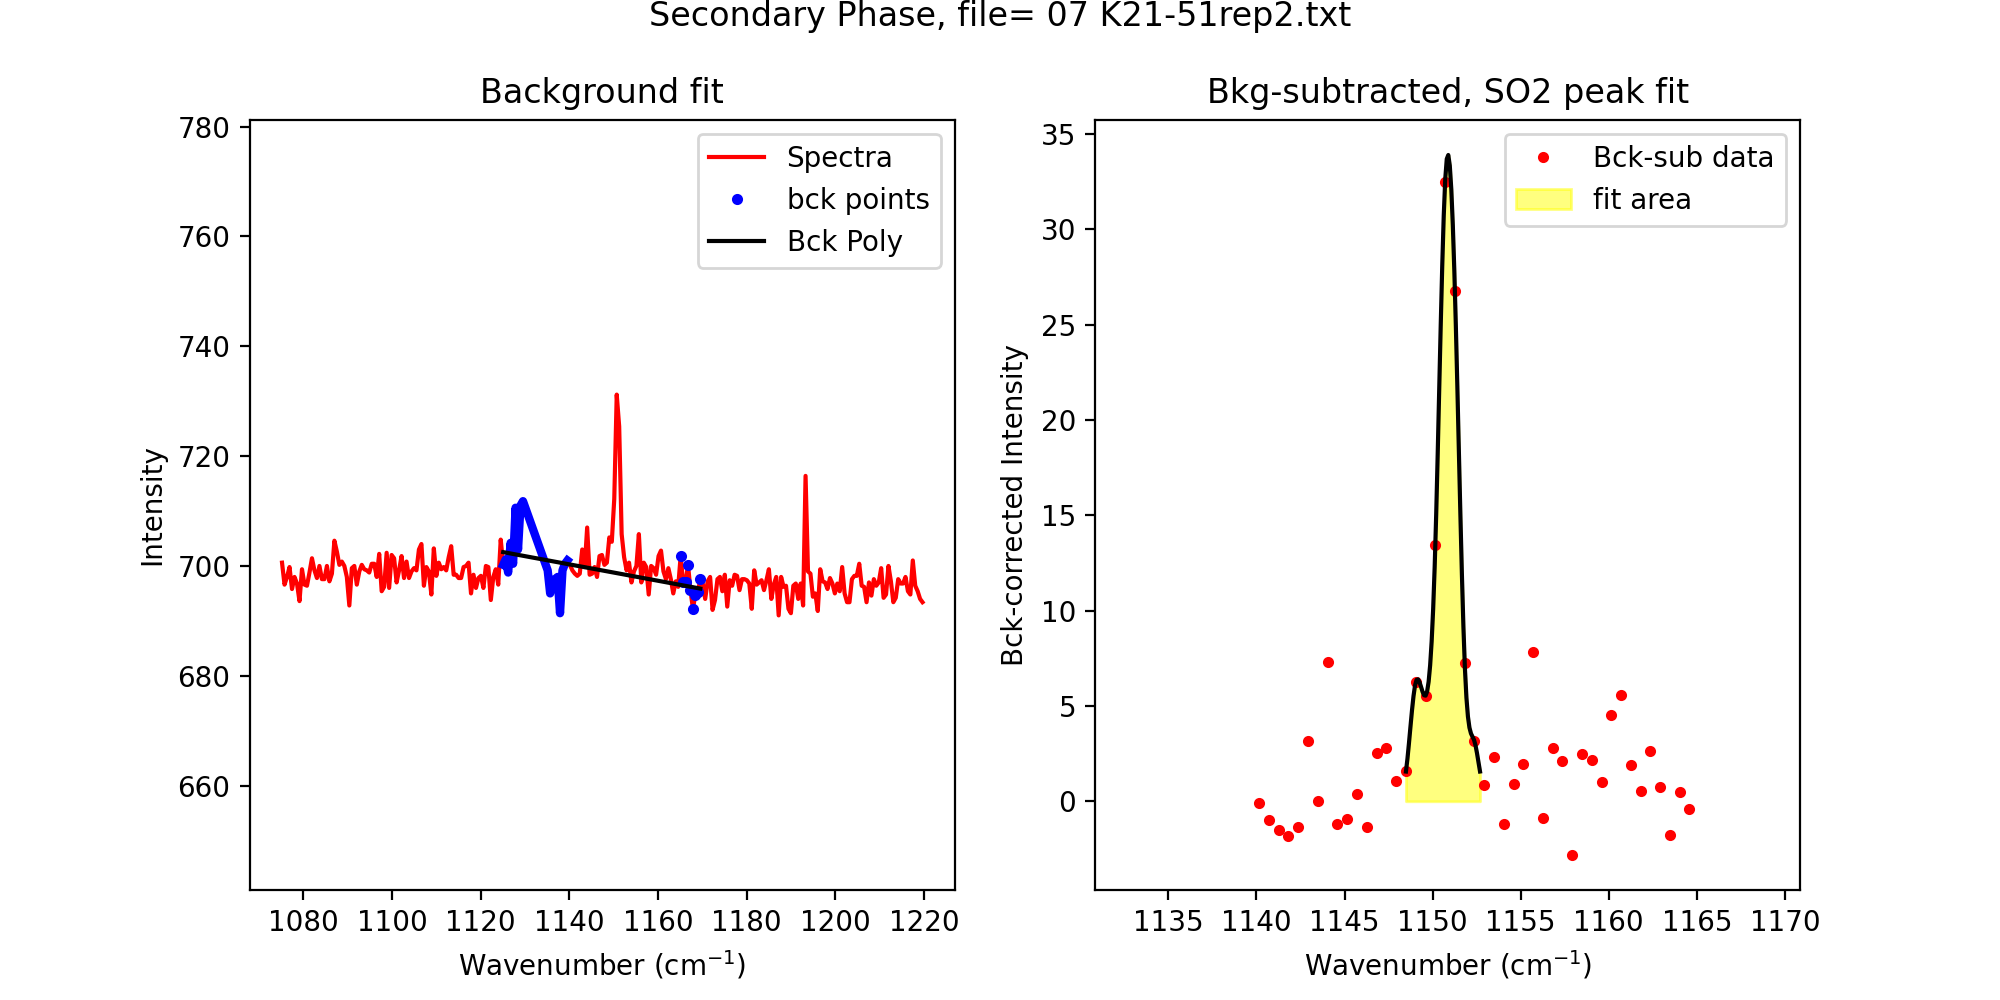 Secondary Phase, file= 07 K21-51rep2.txt
Background fit
780
760
740
720
700
680
660
Intensity
Spectra
bck points
Bck Poly
1080 1100 1120 1140 1160 1180 1200 1220
Wavenumber (cm⁻¹)
Bkg-subtracted, SO2 peak fit
35
30
25
20
15
10
5
0
Bck-corrected Intensity
Bck-sub data
fit area
1135 1140 1145 1150 1155 1160 1165 1170
Wavenumber (cm⁻¹)